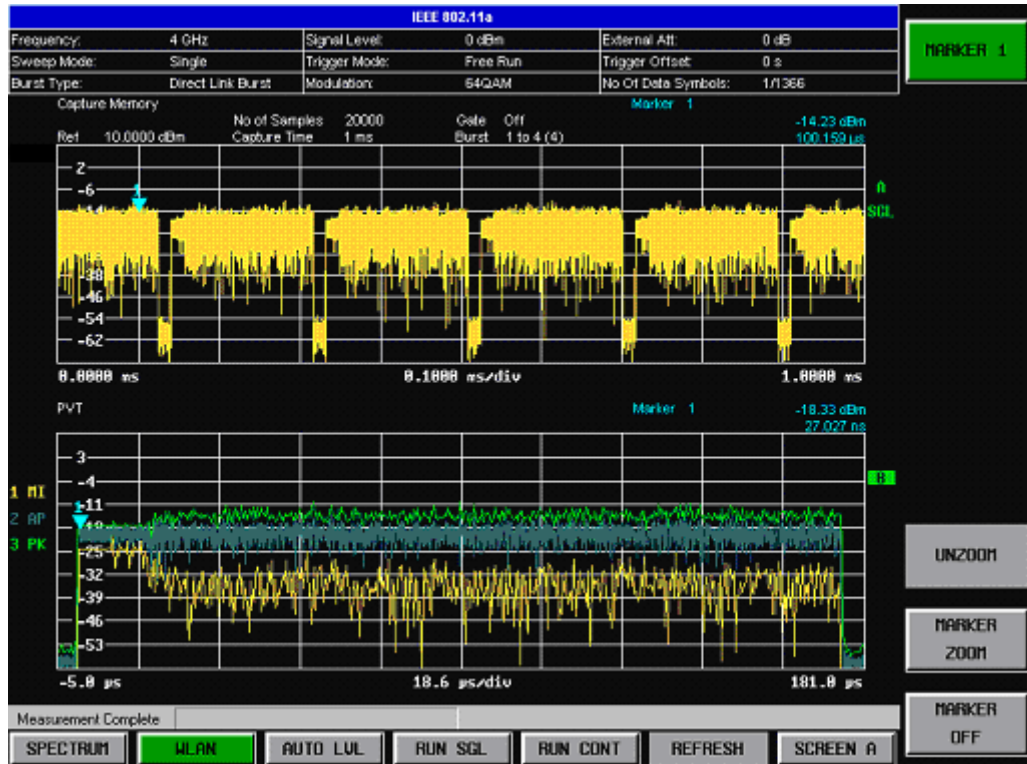 IEEE 802.11a
Frequency: 4 GHz Signal Level: 0 dBm External Att: 0 dB
Sweep Mode: Single Trigger Mode: Free Run Trigger Offset: 0 s
Burst Type: Direct Link Burst Modulation: 64QAM No Of Data Symbols: 1/1366
MARKER 1
Capture Memory Marker 1
No of Samples 20000 Gate Off -14.23 dBm
Ref 10.0000 dBm Capture Time 1 ms Burst 1 to 4 (4) 100.159 µs
2
-6
1
A
SCL
-38
-46
-54
-62
0.0000 ms 0.1000 ms/div 1.0000 ms
PVT Marker 1 -18.33 dBm
27.027 ns
3
-4
B
1 MI
-11
1
2 AP
-18
3 PK
-25
-32
-39
-46
-53
-5.0 µs 18.6 µs/div 181.0 µs
UNZOOM
MARKER
ZOOM
MARKER
OFF
Measurement Complete
SPECTRUM WLAN AUTO LVL RUN SGL RUN CONT REFRESH SCREEN A